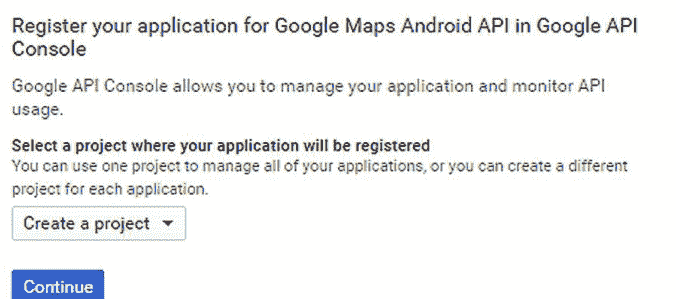 Register your application for Google Maps Android API in Google API
Console
Google API Console allows you to manage your application and monitor API
usage.
Select a project where your application will be registered
You can use one project to manage all of your applications, or you can create a different
project for each application.
Create a project
Continue